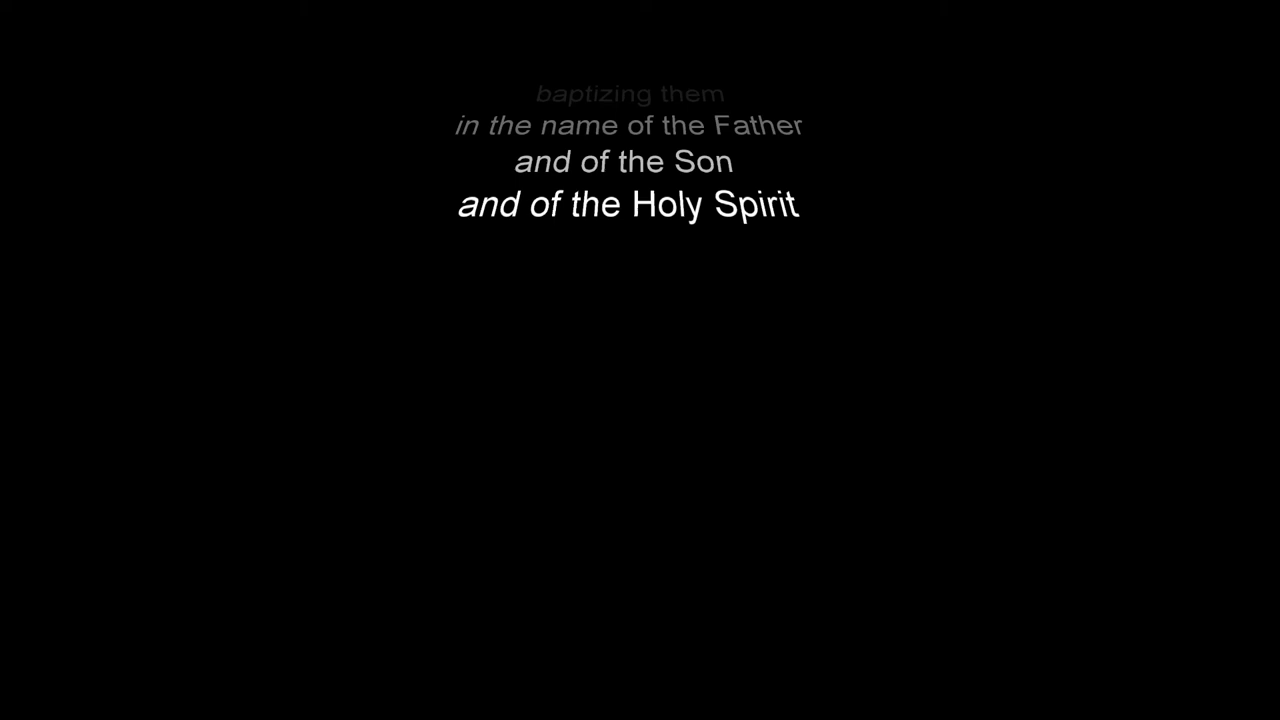 baptizing them
in the name of the Father
and of the Son
and of the Holy Spirit